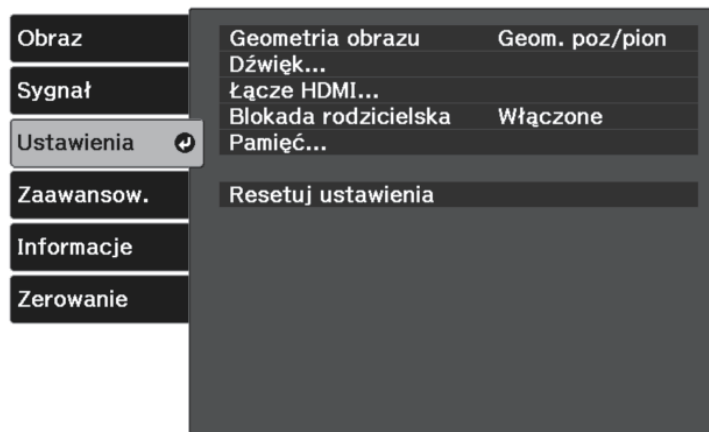 Obraz
Sygnał
Ustawienia
Zaawansow.
Informacje
Zerowanie
Geometria obrazu Geom. poz/pion
Dźwięk...
Łącze HDMI...
Blokada rodzicielska Włączone
Pamięć...
Resetuj ustawienia